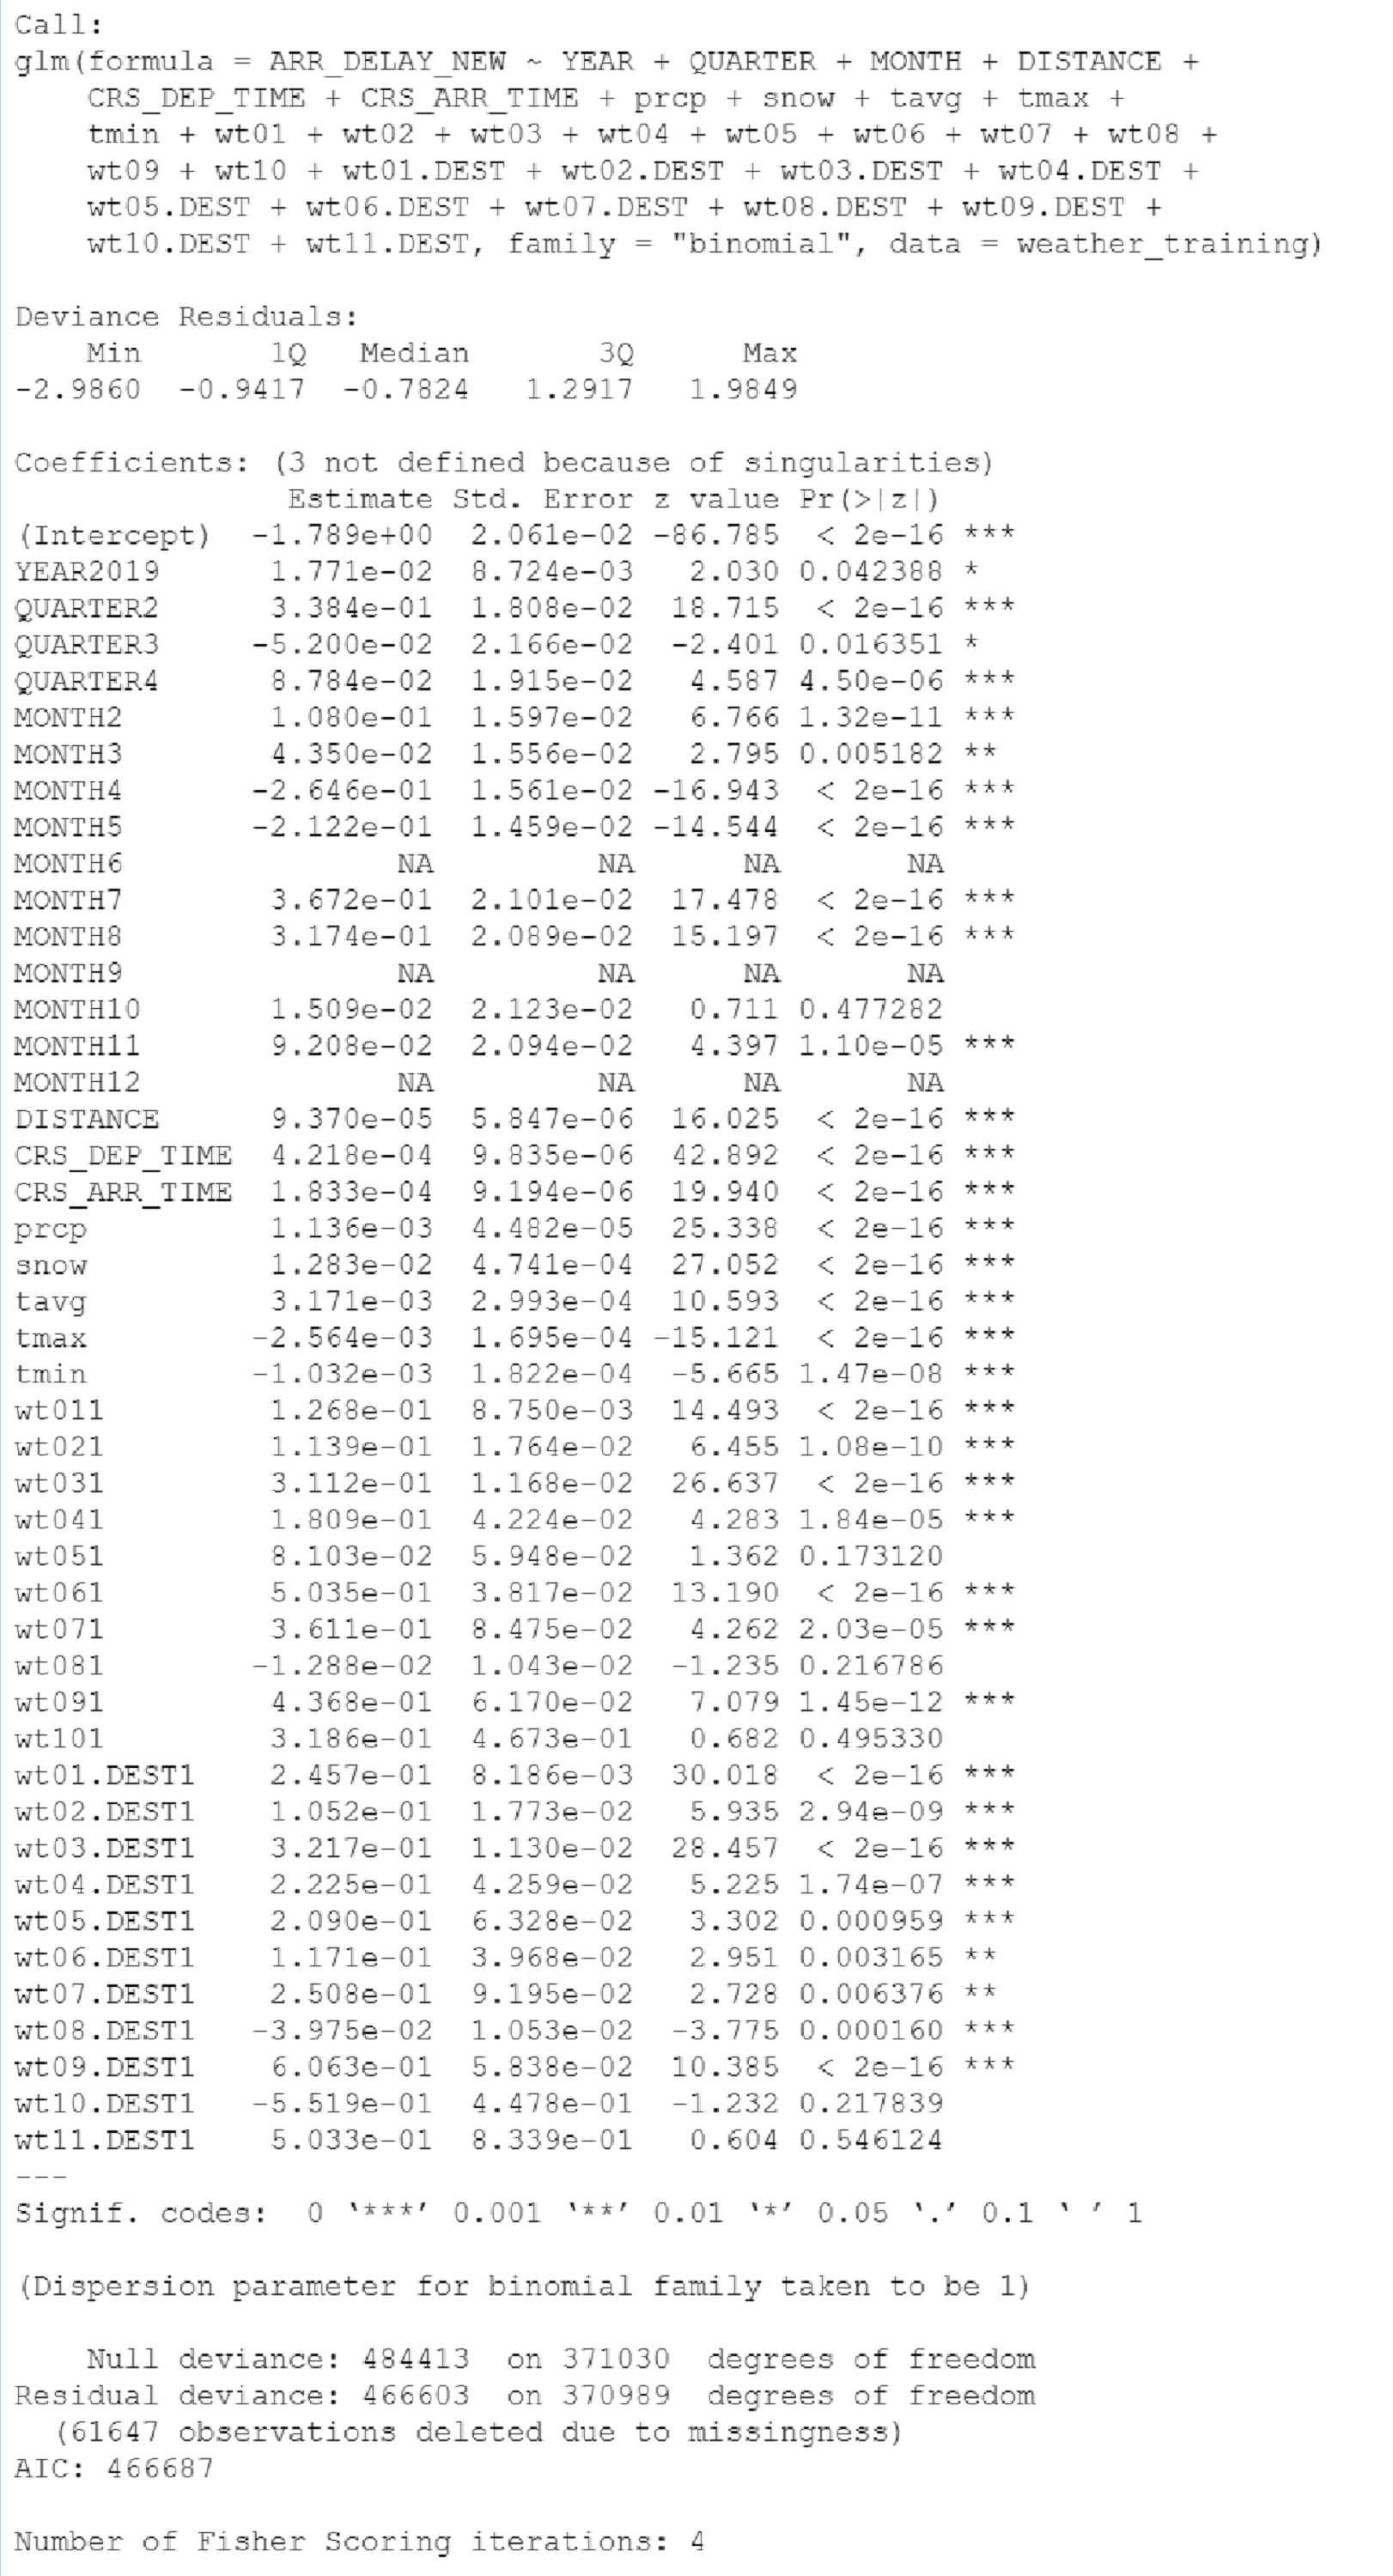 Call:
glm(formula = ARR_DELAY_NEW ~ YEAR + QUARTER + MONTH + DISTANCE +
    CRS_DEP_TIME + CRS_ARR_TIME + prcp + snow + tavg + tmax +
    tmin + wt01 + wt02 + wt03 + wt04 + wt05 + wt06 + wt07 + wt08 +
    wt09 + wt10 + wt01.DEST + wt02.DEST + wt03.DEST + wt04.DEST +
    wt05.DEST + wt06.DEST + wt07.DEST + wt08.DEST + wt09.DEST +
    wt10.DEST + wt11.DEST, family = "binomial", data = weather_training)

Deviance Residuals:
    Min       1Q   Median       3Q      Max
-2.9860  -0.9417  -0.7824   1.2917   1.9849

Coefficients: (3 not defined because of singularities)
               Estimate Std. Error z value Pr(>|z|)
(Intercept)  -1.789e+00  2.061e-02 -86.785  < 2e-16 ***
YEAR2019      1.771e-02  8.724e-03   2.030 0.042388 *
QUARTER2      3.384e-01  1.808e-02  18.715  < 2e-16 ***
QUARTER3     -5.200e-02  2.166e-02  -2.401 0.016351 *
QUARTER4      8.784e-02  1.915e-02   4.587 4.50e-06 ***
MONTH2        1.080e-01  1.597e-02   6.766 1.32e-11 ***
MONTH3        4.350e-02  1.556e-02   2.795 0.005182 **
MONTH4       -2.646e-01  1.561e-02 -16.943  < 2e-16 ***
MONTH5       -2.122e-01  1.459e-02 -14.544  < 2e-16 ***
MONTH6               NA         NA      NA       NA
MONTH7        3.672e-01  2.101e-02  17.478  < 2e-16 ***
MONTH8        3.174e-01  2.089e-02  15.197  < 2e-16 ***
MONTH9               NA         NA      NA       NA
MONTH10       1.509e-02  2.123e-02   0.711 0.477282
MONTH11       9.208e-02  2.094e-02   4.397 1.10e-05 ***
MONTH12              NA         NA      NA       NA
DISTANCE      9.370e-05  5.847e-06  16.025  < 2e-16 ***
CRS_DEP_TIME  4.218e-04  9.835e-06  42.892  < 2e-16 ***
CRS_ARR_TIME  1.833e-04  9.194e-06  19.940  < 2e-16 ***
prcp          1.136e-03  4.482e-05  25.338  < 2e-16 ***
snow          1.283e-02  4.741e-04  27.052  < 2e-16 ***
tavg          3.171e-03  2.993e-04  10.593  < 2e-16 ***
tmax         -2.564e-03  1.695e-04 -15.121  < 2e-16 ***
tmin         -1.032e-03  1.822e-04  -5.665 1.47e-08 ***
wt011         1.268e-01  8.750e-03  14.493  < 2e-16 ***
wt021         1.139e-01  1.764e-02   6.455 1.08e-10 ***
wt031         3.112e-01  1.168e-02  26.637  < 2e-16 ***
wt041         1.809e-01  4.224e-02   4.283 1.84e-05 ***
wt051         8.103e-02  5.948e-02   1.362 0.173120
wt061         5.035e-01  3.817e-02  13.190  < 2e-16 ***
wt071         3.611e-01  8.475e-02   4.262 2.03e-05 ***
wt081        -1.288e-02  1.043e-02  -1.235 0.216786
wt091         4.368e-01  6.170e-02   7.079 1.45e-12 ***
wt101         3.186e-01  4.673e-01   0.682 0.495330
wt01.DEST1    2.457e-01  8.186e-03  30.018  < 2e-16 ***
wt02.DEST1    1.052e-01  1.773e-02   5.935 2.94e-09 ***
wt03.DEST1    3.217e-01  1.130e-02  28.457  < 2e-16 ***
wt04.DEST1    2.225e-01  4.259e-02   5.225 1.74e-07 ***
wt05.DEST1    2.090e-01  6.328e-02   3.302 0.000959 ***
wt06.DEST1    1.171e-01  3.968e-02   2.951 0.003165 **
wt07.DEST1    2.508e-01  9.195e-02   2.728 0.006376 **
wt08.DEST1   -3.975e-02  1.053e-02  -3.775 0.000160 ***
wt09.DEST1    6.063e-01  5.838e-02  10.385  < 2e-16 ***
wt10.DEST1   -5.519e-01  4.478e-01  -1.232 0.217839
wt11.DEST1    5.033e-01  8.339e-01   0.604 0.546124
---
Signif. codes:  0 ‘***’ 0.001 ‘**’ 0.01 ‘*’ 0.05 ‘.’ 0.1 ‘ ’ 1

(Dispersion parameter for binomial family taken to be 1)

    Null deviance: 484413  on 371030  degrees of freedom
Residual deviance: 466603  on 370989  degrees of freedom
  (61647 observations deleted due to missingness)
AIC: 466687

Number of Fisher Scoring iterations: 4